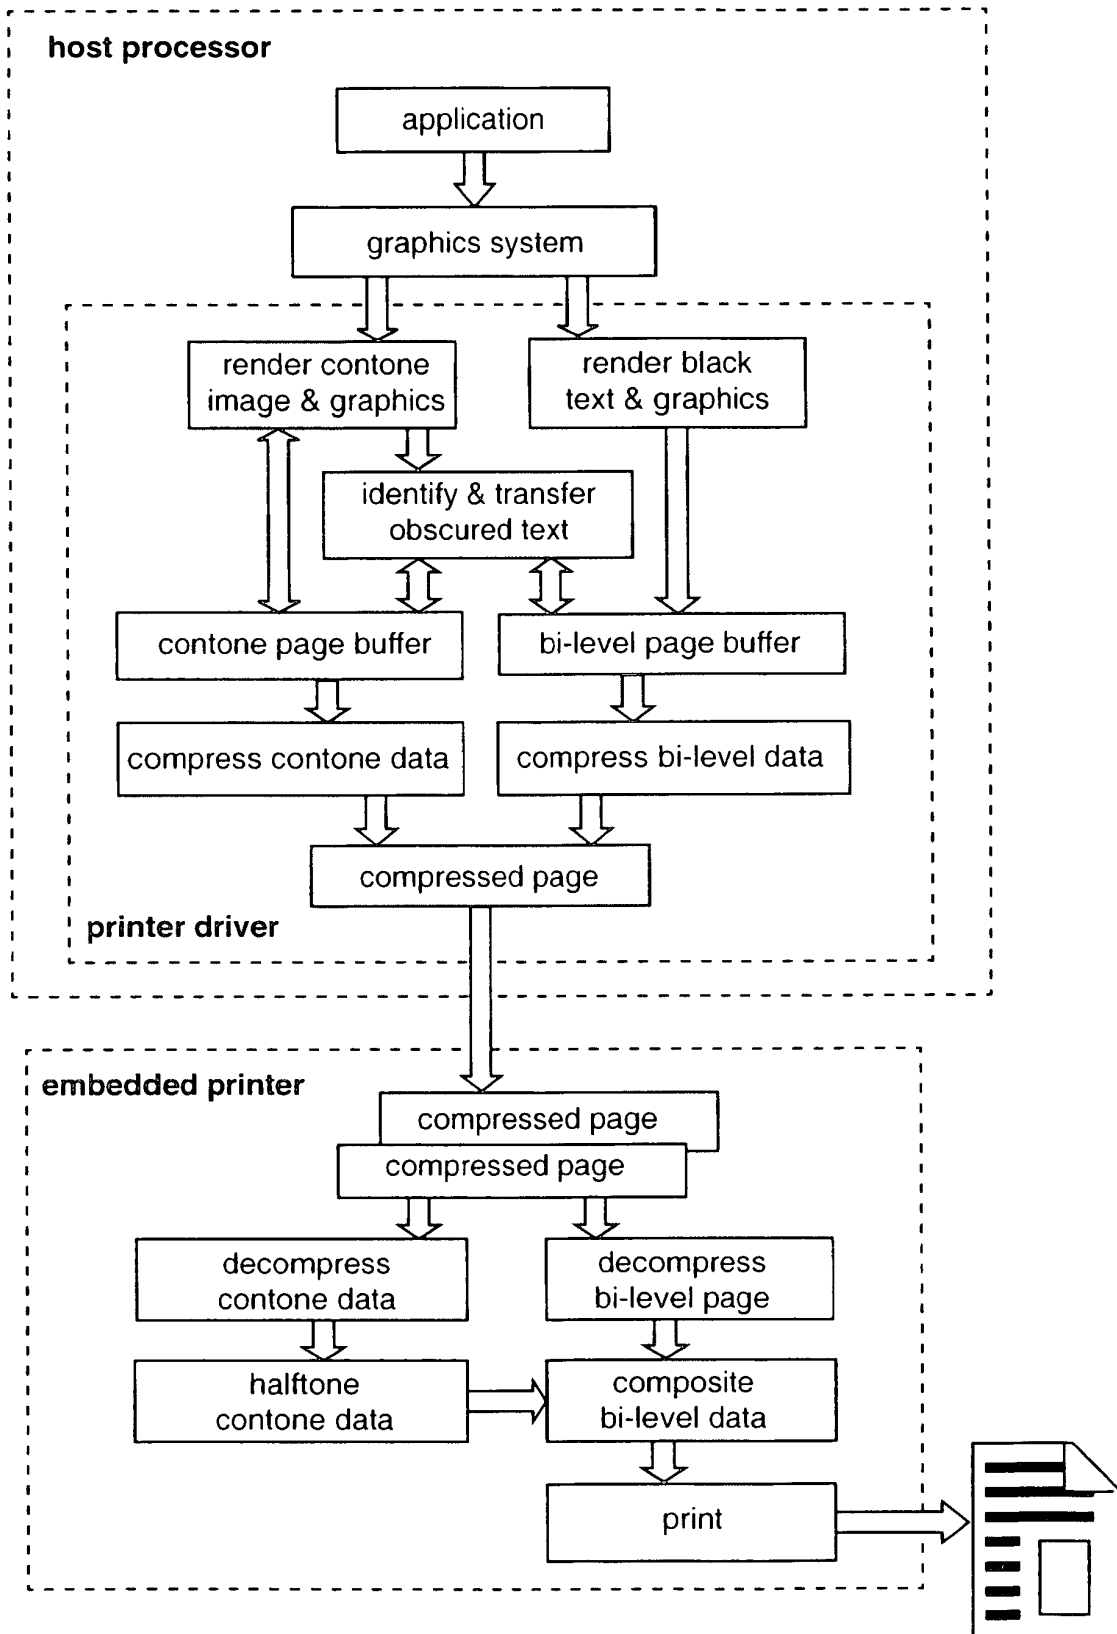 host processor
application
graphics system
render contone
image & graphics
render black
text & graphics
identify & transfer
obscured text
contone page buffer
bi-level page buffer
compress contone data
compress bi-level data
compressed page
printer driver
embedded printer
compressed page
compressed page
decompress
contone data
decompress
bi-level page
halftone
contone data
composite
bi-level data
print